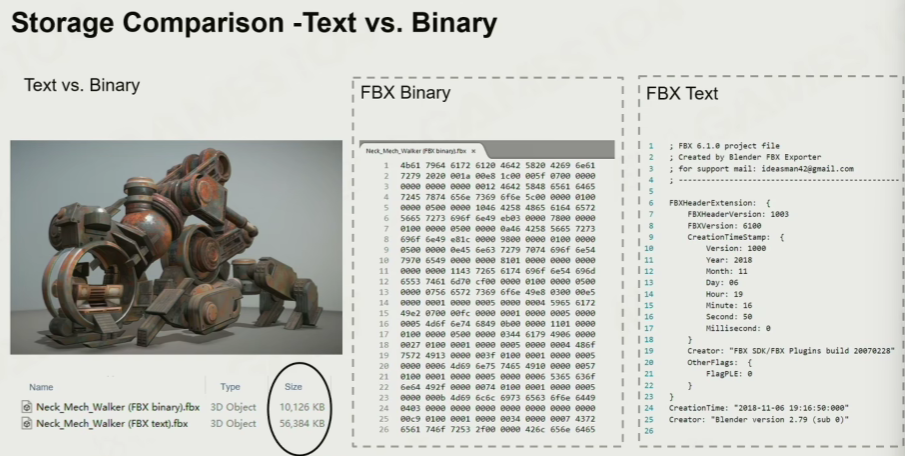 Storage Comparison -Text vs. Binary
Text vs. Binary
Name Type Size
Neck_Mech_Walker (FBX binary).fbx 3D Object 10,126 KB
Neck_Mech_Walker (FBX text).fbx 3D Object 56,384 KB
FBX Binary
Neck_Mech_Walker (FBX binary).fbx ×
1 4b61 7964 6172 6120 4642 5820 4269 6e61
2 7279 2020 001a 00e8 1c00 005f 0700 0000
3 0000 0000 0000 0012 4642 5848 6561 6465
4 7245 7874 656e 7369 6f6e 5c00 0000 0100
5 0000 0500 0000 1046 4258 4865 6164 6572
6 5665 7273 696f 6e49 eb03 0000 7800 0000
7 0100 0000 0500 0000 0a46 4258 5665 7273
8 696f 6e49 e81c 0000 9800 0000 0100 0000
9 0500 0000 0e45 6e63 7279 7074 696f 6e54
10 7970 6549 0000 0000 8101 0000 0000 0000
11 0000 0000 1143 7265 6174 696f 6e54 696d
12 6553 7461 6d70 cf00 0000 0100 0000 0500
13 0000 0756 6572 7369 6f6e 49e8 0300 00e5
14 0000 0001 0000 0005 0000 0004 5965 6172
15 49e2 0700 00fc 0000 0001 0000 0005 0000
16 0005 4d6f 6e74 6849 0b00 0000 1101 0000
17 0100 0000 0500 0000 0344 6179 4906 0000
18 0027 0100 0001 0000 0005 0000 0004 486f
19 7572 4913 0000 003f 0100 0001 0000 0005
20 0000 0006 4d69 6e75 7465 4910 0000 0057
21 0100 0001 0000 0005 0000 0006 5365 636f
22 6e64 492f 0000 0074 0100 0001 0000 0005
23 0000 000b 4d69 6c6c 6973 6563 6f6e 6449
24 0403 0000 0000 0000 0000 0000 0000 0000
25 00c9 0100 0001 0000 0034 0000 0007 4372
26 6561 746f 7253 2f00 0000 426c 656e 6465
FBX Text
1 ; FBX 6.1.0 project file
2 ; Created by Blender FBX Exporter
3 ; for support mail: ideasman42@gmail.com
4 ; --------------------------------------------------
5
6 FBXHeaderExtension: {
7 FBXHeaderVersion: 1003
8 FBXVersion: 6100
9 CreationTimeStamp: {
10 Version: 1000
11 Year: 2018
12 Month: 11
13 Day: 06
14 Hour: 19
15 Minute: 16
16 Second: 50
17 Millisecond: 0
18 }
19 Creator: "FBX SDK/FBX Plugins build 20070228"
20 OtherFlags: {
21 FlagPLE: 0
22 }
23 }
24 CreationTime: "2018-11-06 19:16:50:000"
25 Creator: "Blender version 2.79 (sub 0)"
26